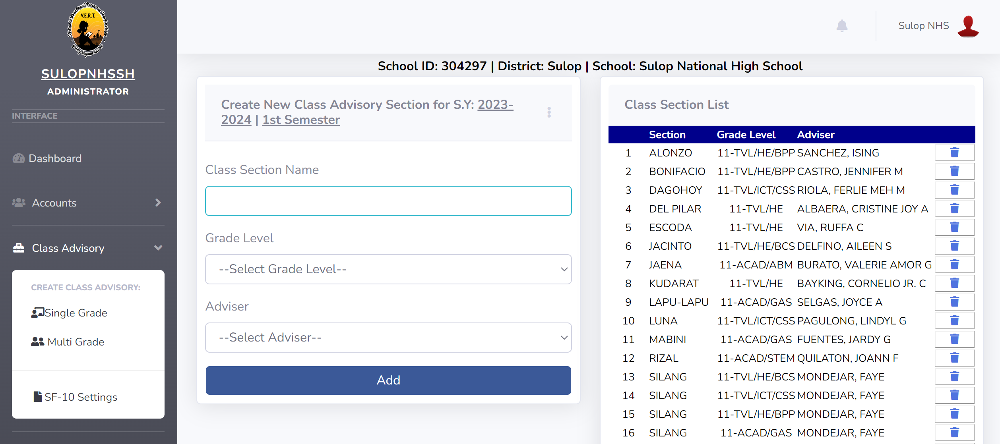 Virtual Educational Resources Teachnology
V.E.R.T.
going beyond online
SULOPNHSSH
ADMINISTRATOR
INTERFACE
Dashboard
Accounts
Class Advisory
CREATE CLASS ADVISORY:
Single Grade
Multi Grade
SF-10 Settings
Sulop NHS
School ID: 304297 | District: Sulop | School: Sulop National High School
Create New Class Advisory Section for S.Y: 2023-
2024 | 1st Semester
Class Section Name
Grade Level
--Select Grade Level--
Adviser
--Select Adviser--
Add
Class Section List
Section Grade Level Adviser
1 ALONZO 11-TVL/HE/BPP SANCHEZ, ISING
2 BONIFACIO 11-TVL/HE/BPP CASTRO, JENNIFER M
3 DAGOHOY 11-TVL/ICT/CSS RIOLA, FERLIE MEH M
4 DEL PILAR 11-TVL/HE ALBAERA, CRISTINE JOY A
5 ESCODA 11-TVL/HE VIA, RUFFA C
6 JACINTO 11-TVL/HE/BCS DELFINO, AILEEN S
7 JAENA 11-ACAD/ABM BURATO, VALERIE AMOR G
8 KUDARAT 11-TVL/HE BAYKING, CORNELIO JR. C
9 LAPU-LAPU 11-ACAD/GAS SELGAS, JOYCE A
10 LUNA 11-TVL/ICT/CSS PAGULONG, LINDYL G
11 MABINI 11-ACAD/GAS FUENTES, JARDY G
12 RIZAL 11-ACAD/STEM QUILATON, JOANN F
13 SILANG 11-TVL/HE/BCS MONDEJAR, FAYE
14 SILANG 11-TVL/ICT/CSS MONDEJAR, FAYE
15 SILANG 11-TVL/HE/BPP MONDEJAR, FAYE
16 SILANG 11-ACAD/GAS MONDEJAR, FAYE